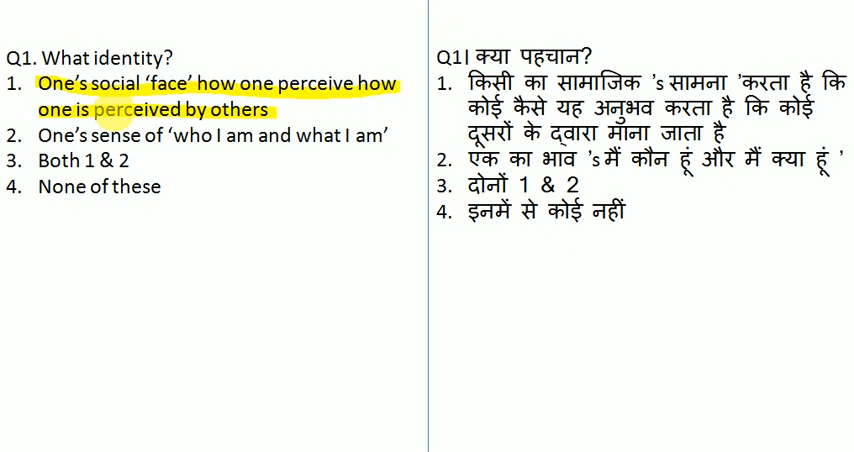 Q1. What identity?
1. One's social 'face' how one perceive how
one is perceived by others
2. One's sense of 'who I am and what I am'
3. Both 1 & 2
4. None of these
Q1। क्या पहचान?
1. किसी का सामाजिक 's सामना 'करता है कि
कोई कैसे यह अनुभव करता है कि कोई
दूसरों के द्वारा माना जाता है
2. एक का भाव 's मैं कौन हूं और मैं क्या हूं '
3. दोनों 1 & 2
4. इनमें से कोई नहीं